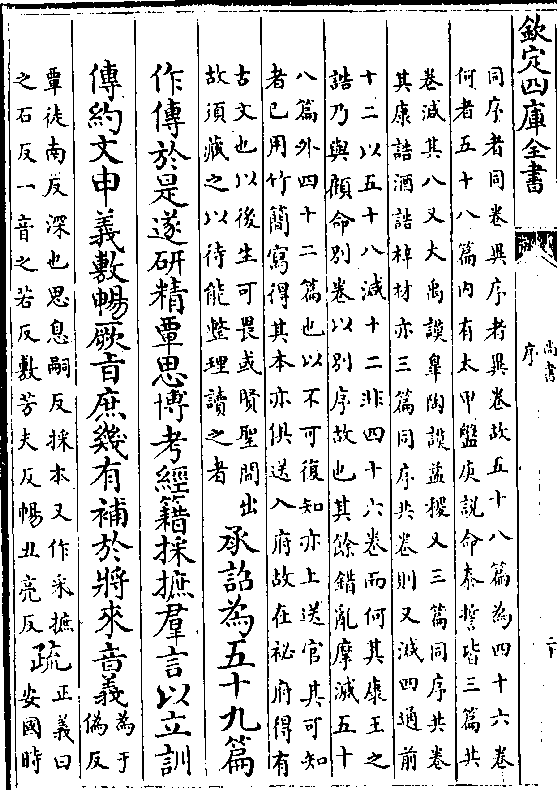 欽定四庫全書
尚書
序
同序者同卷異序者異卷故五十八篇為四十六卷
何者五十八篇內有太甲盤庚說命泰誓皆三篇共
卷減其八又大禹謨臯陶謨益稷又三篇同序共卷
其康誥酒誥梓材亦三篇同序共卷則又減四通前
十二以五十八減十二非四十六卷而何其康王之
誥乃與顧命別卷以別序故也其餘錯亂摩滅五十
八篇外四十二篇也以不可復知亦上送官其可知
者已用竹簡寫得其本亦俱送入府故在祕府得有
古文也以後生可畏或賢聖間出
故須藏之以待能整理讀之者
承詔為五十九篇
作傳於是遂研精覃思博考經籍採摭羣言以立訓
傳約文申義敷暢厥旨庶幾有補於將來音義
為于
偽反
覃徒南反深也思息嗣反採本又作采摭
之石反一音之若反敷芳夫反暢丑亮反
疏
正義曰
安國時